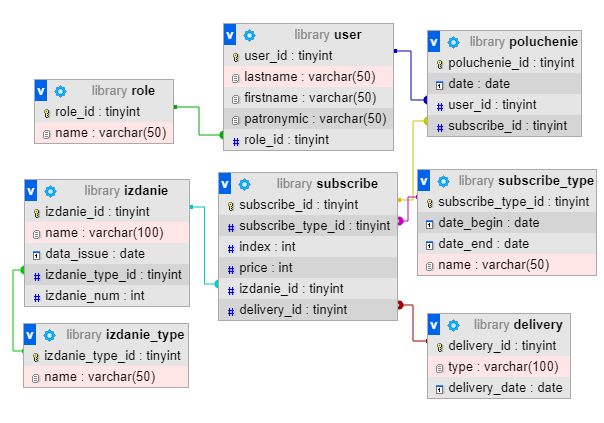 v library role
role_id : tinyint
name : varchar(50)
v library user
user_id : tinyint
lastname : varchar(50)
firstname : varchar(50)
patronymic : varchar(50)
# role_id : tinyint
v library poluchenie
poluchenie_id : tinyint
date : date
# user_id : tinyint
# subscribe_id : tinyint
v library izdanie
izdanie_id : tinyint
name : varchar(100)
data_issue : date
# izdanie_type_id : tinyint
# izdanie_num : int
v library subscribe
subscribe_id : tinyint
# subscribe_type_id : tinyint
# index : int
# price : int
# izdanie_id : tinyint
# delivery_id : tinyint
v library subscribe_type
subscribe_type_id : tinyint
date_begin : date
date_end : date
name : varchar(50)
v library izdanie_type
izdanie_type_id : tinyint
name : varchar(50)
v library delivery
delivery_id : tinyint
type : varchar(100)
delivery_date : date